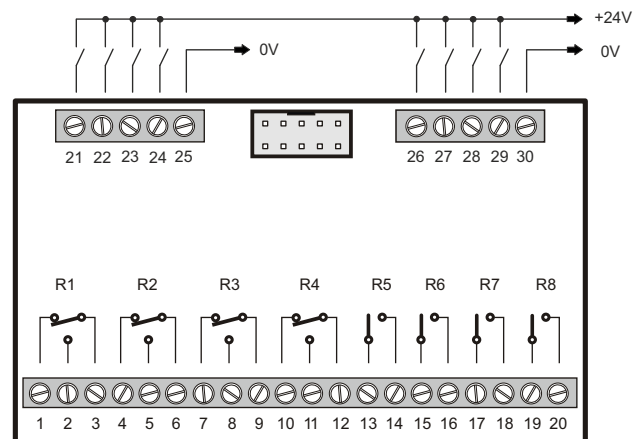 +24V
0V 0V
21 22 23 24 25 26 27 28 29 30
R1 R2 R3 R4 R5 R6 R7 R8
1 2 3 4 5 6 7 8 9 10 11 12 13 14 15 16 17 18 19 20